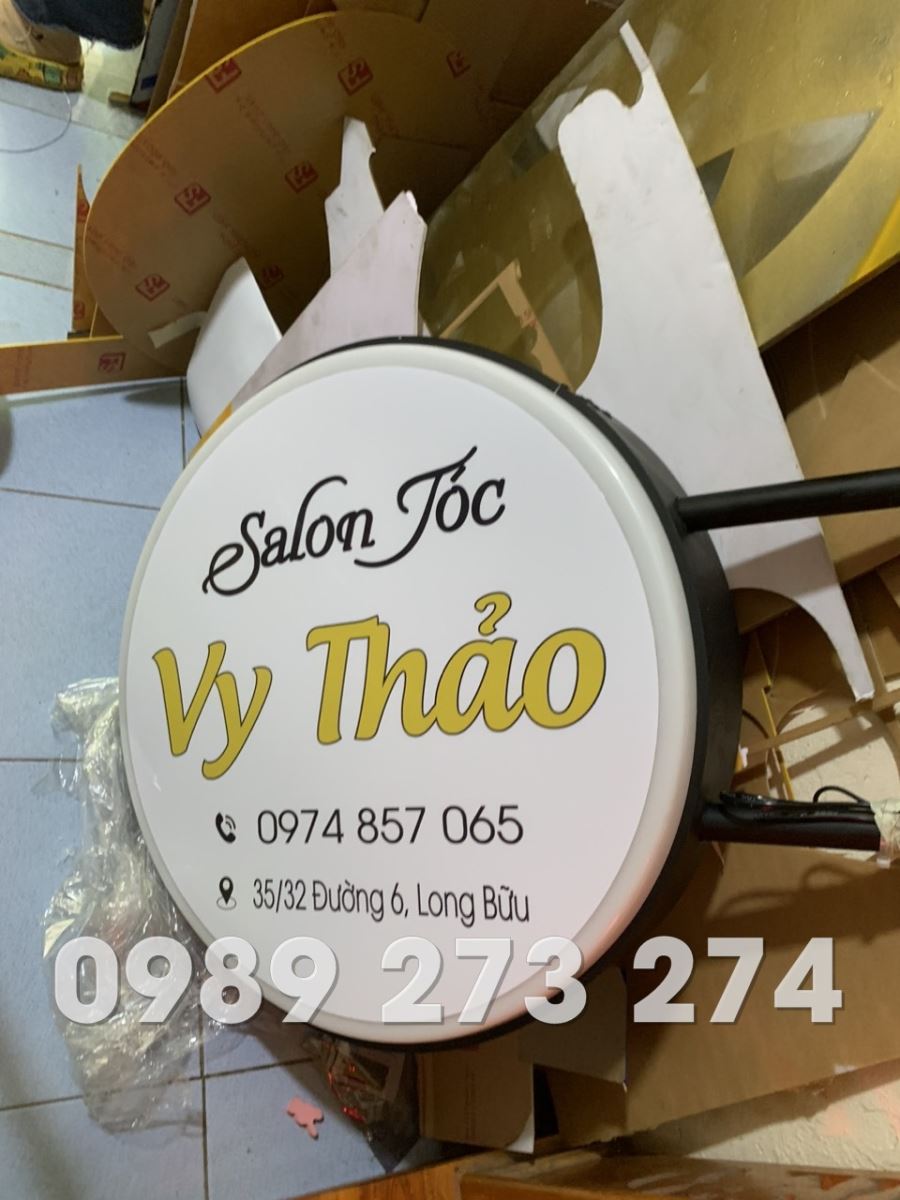 Salon Tóc
Vy Thảo
0974 857 065
35/32 Đường 6, Long Bữu
0989 273 274